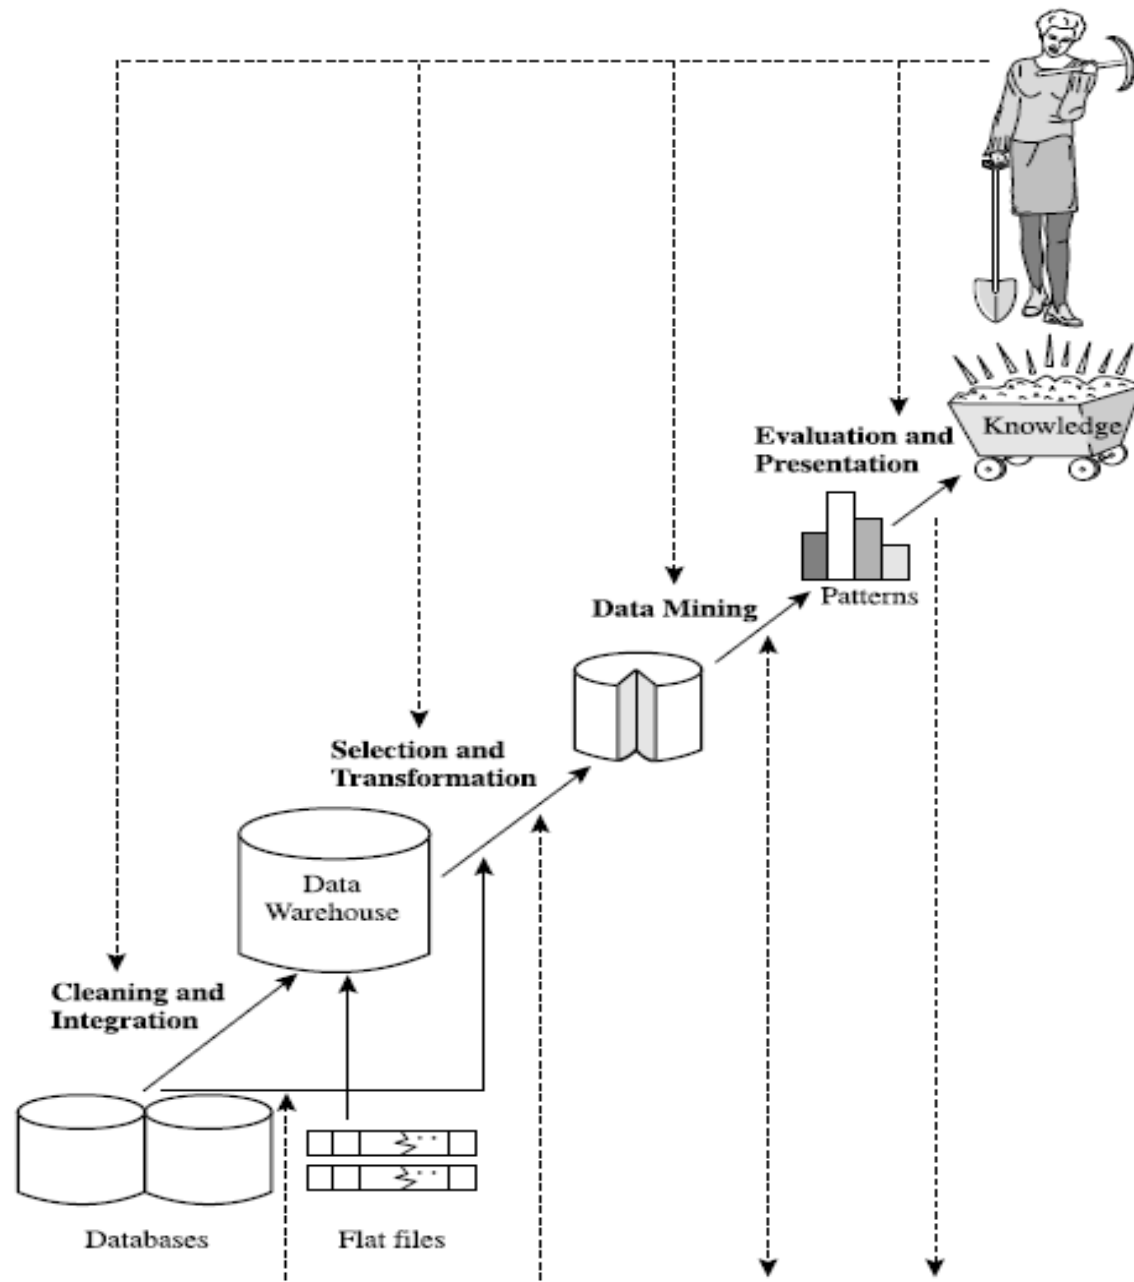 Knowledge
Evaluation and
Presentation
Patterns
Data Mining
Selection and
Transformation
Data
Warehouse
Cleaning and
Integration
Databases
Flat files